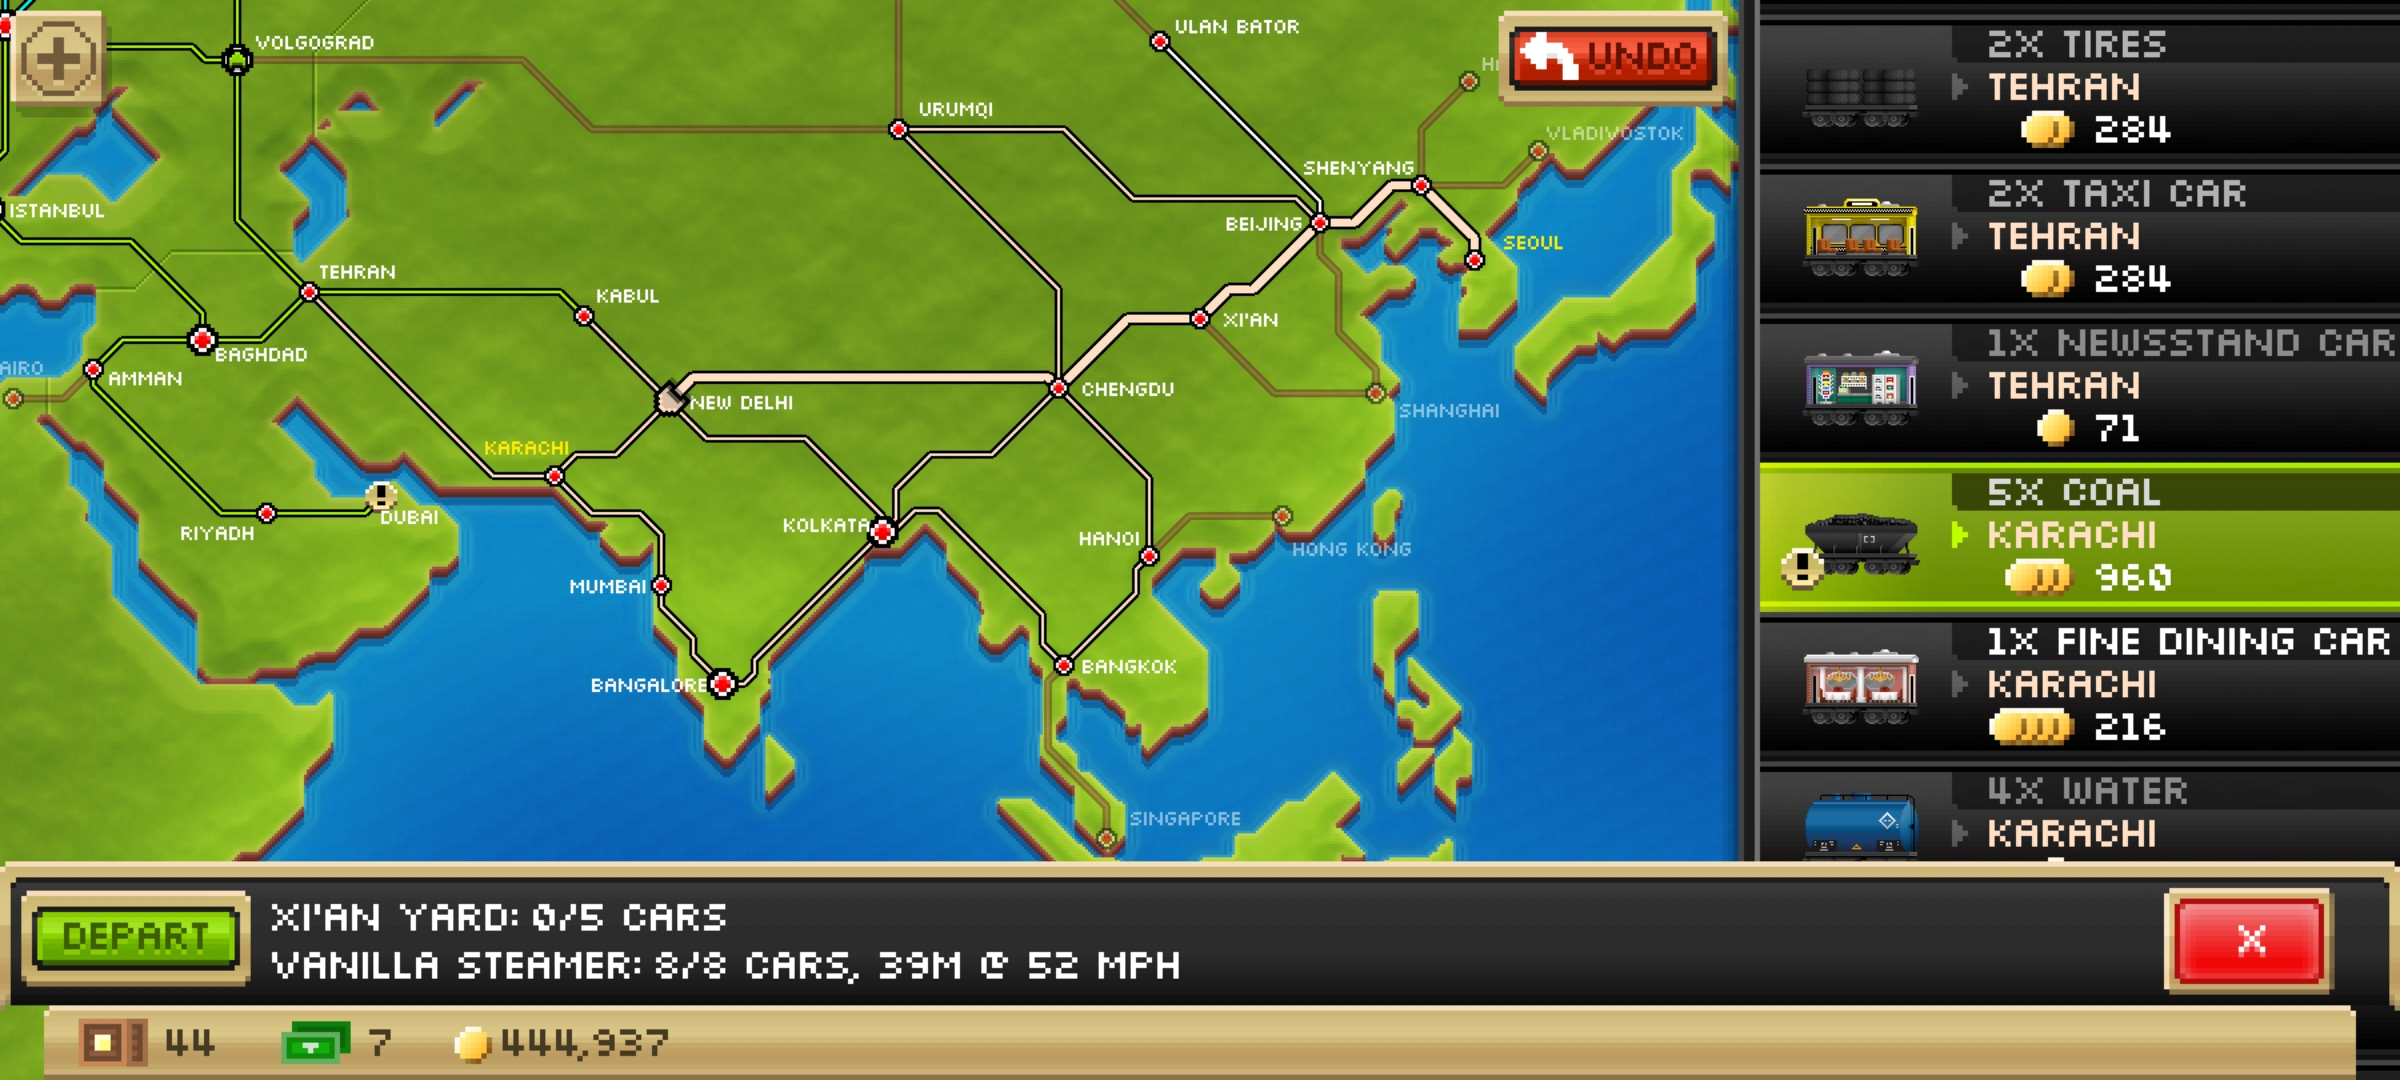 VOLGOGRAD
ULAN BATOR
UNDO
URUMQI
VLADIVOSTOK
SHENYANG
ISTANBUL
BEIJING
SEOUL
TEHRAN
KABUL
XI'AN
BAGHDAD
AIRO
AMMAN
NEW DELHI
CHENGDU
SHANGHAI
KARACHI
DUBAI
RIYADH
KOLKATA
HANOI
HONG KONG
MUMBAI
BANGKOK
BANGALORE
SINGAPORE
2X TIRES
TEHRAN
284
2X TAXI CAR
TEHRAN
284
1X NEWSSTAND CAR
TEHRAN
71
5X COAL
KARACHI
960
1X FINE DINING CAR
KARACHI
216
4X WATER
KARACHI
DEPART
XI'AN YARD: 0/5 CARS
VANILLA STEAMER: 8/8 CARS, 39M @ 52 MPH
X
44
7
444,937